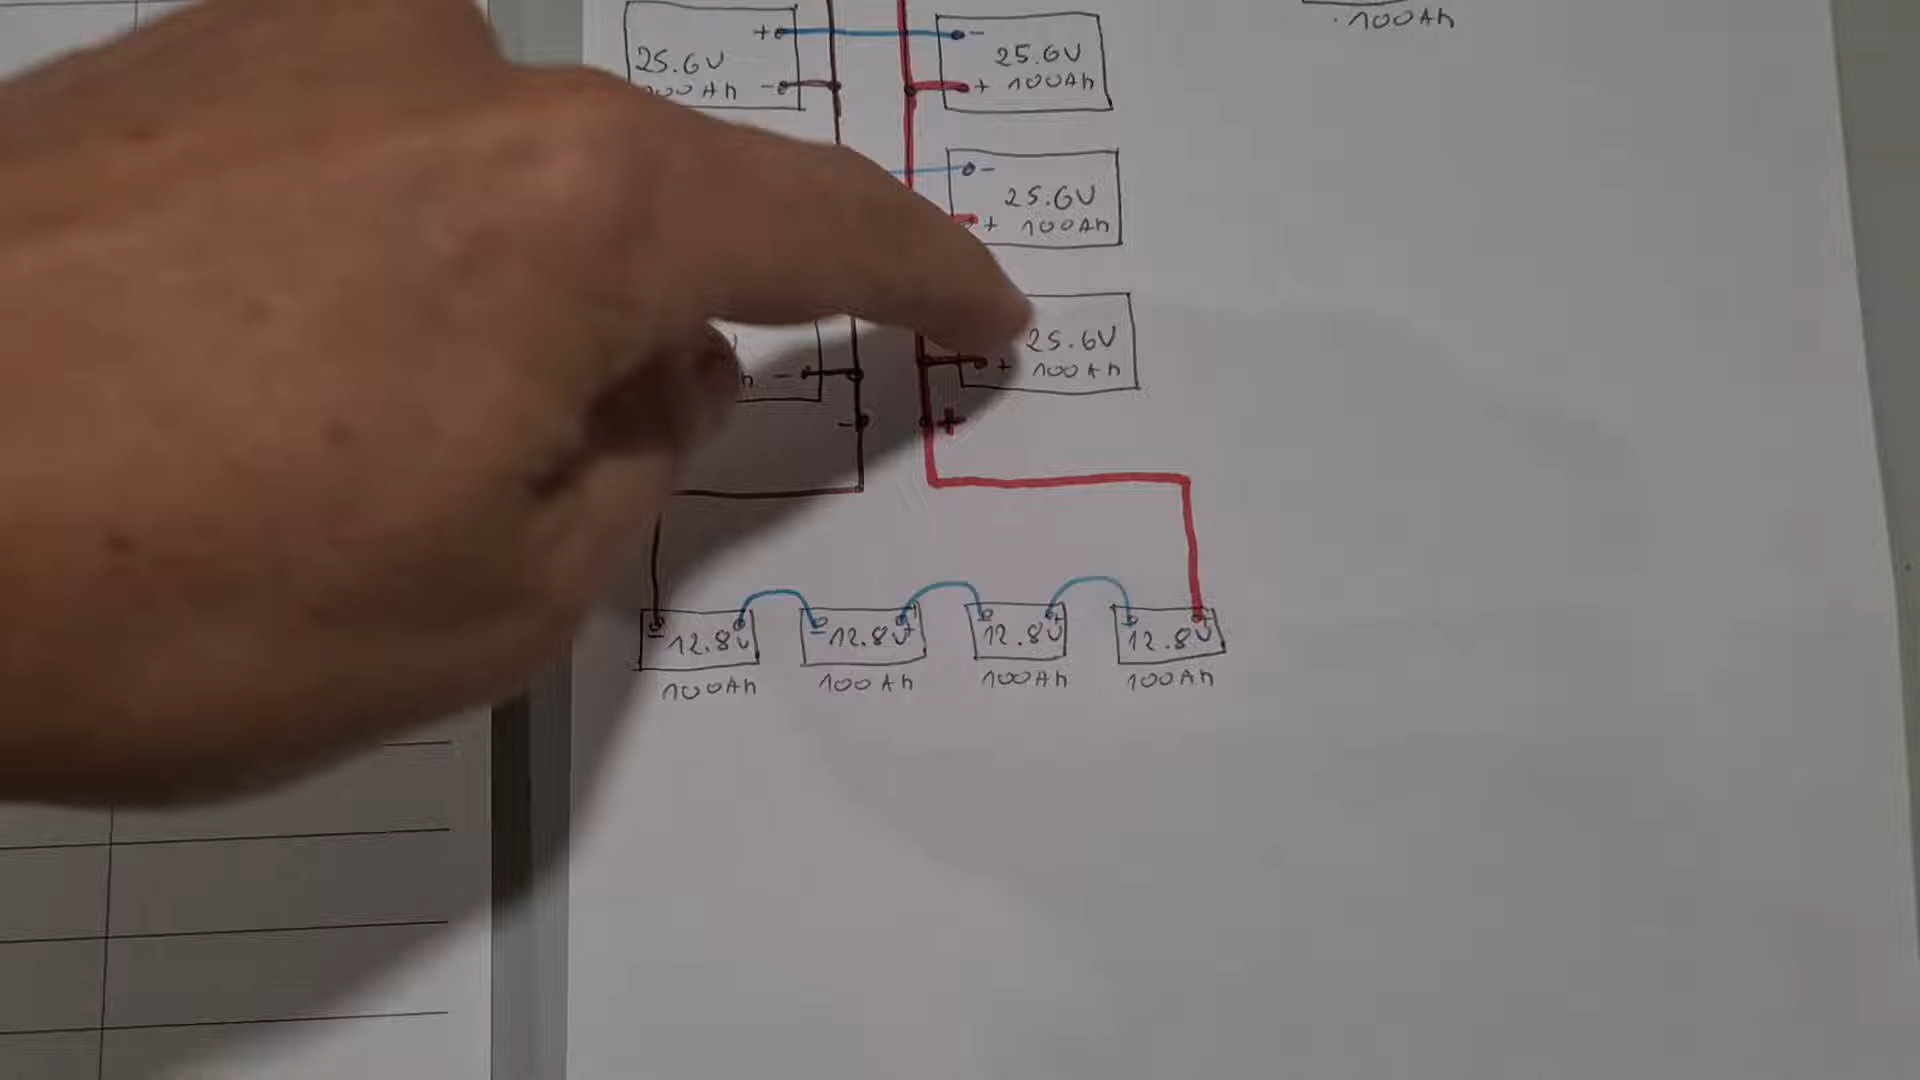 100Ah
+ -
25.6V
25.6V
- + 100Ah
-
25.6V
+ 100Ah
25.6V
- + 100Ah
- +
12.8V 12.8V 12.8V 12.8V
100Ah 100Ah 100Ah 100Ah